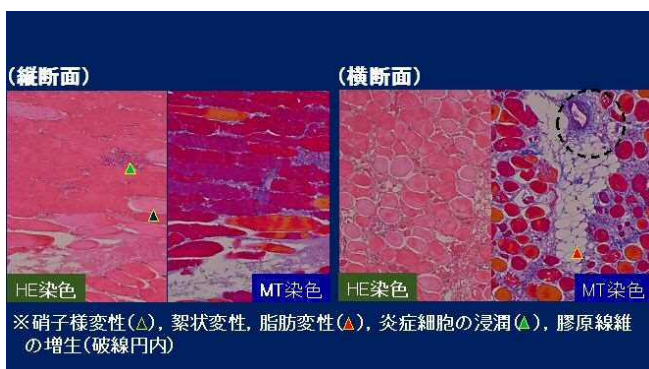 (縦断面)
(横断面)
HE染色
MT染色
HE染色
MT染色
※硝子様変性(△), 絮状変性, 脂肪変性(▲), 炎症細胞の浸潤(▲), 膠原線維
の増生(破線円内)